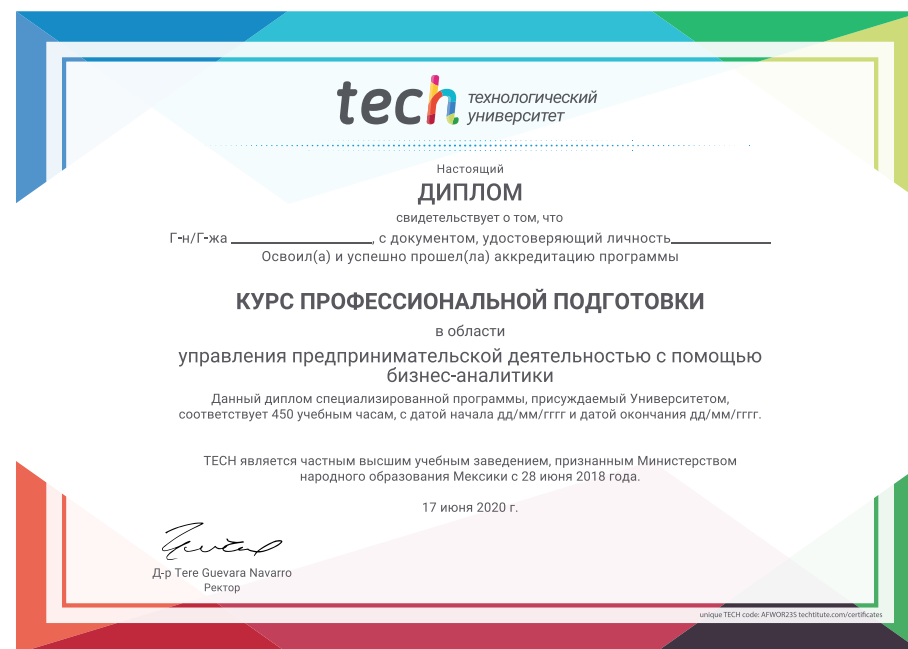 tech технологический
университет
Настоящий
ДИПЛОМ
свидетельствует о том, что
Г-н/Г-жа ____________________, с документом, удостоверяющий личность______________
Освоил(а) и успешно прошел(ла) аккредитацию программы
КУРС ПРОФЕССИОНАЛЬНОЙ ПОДГОТОВКИ
в области
управления предпринимательской деятельностью с помощью
бизнес-аналитики
Данный диплом специализированной программы, присуждаемый Университетом,
соответствует 450 учебным часам, с датой начала дд/мм/гггг и датой окончания дд/мм/гггг.
TECH является частным высшим учебным заведением, признанным Министерством
народного образования Мексики с 28 июня 2018 года.
17 июня 2020 г.
Д-р Tere Guevara Navarro
Ректор
unique TECH code: AFWOR235 techtitute.com/certificates